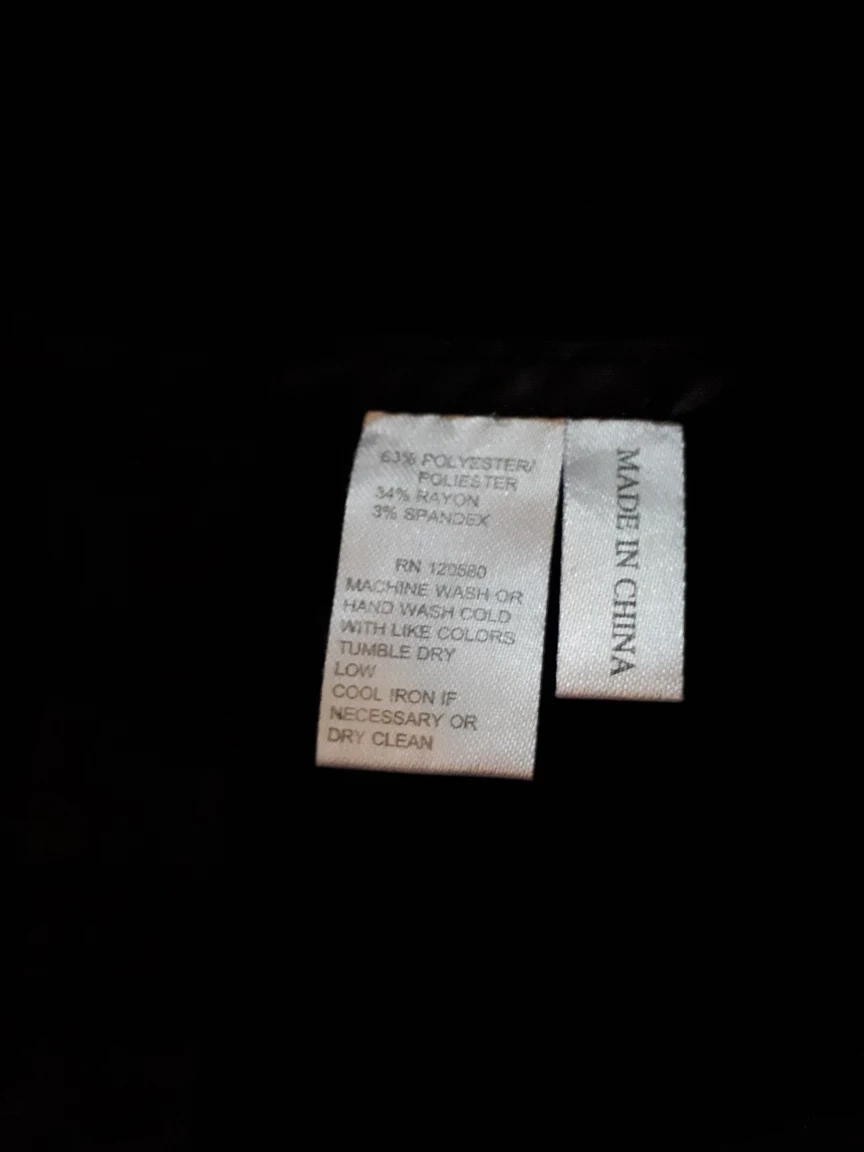 63% POLYESTER/
POLIESTER
34% RAYON
3% SPANDEX
RN 120580
MACHINE WASH OR
HAND WASH COLD
WITH LIKE COLORS
TUMBLE DRY
LOW
COOL IRON IF
NECESSARY OR
DRY CLEAN
MADE IN CHINA